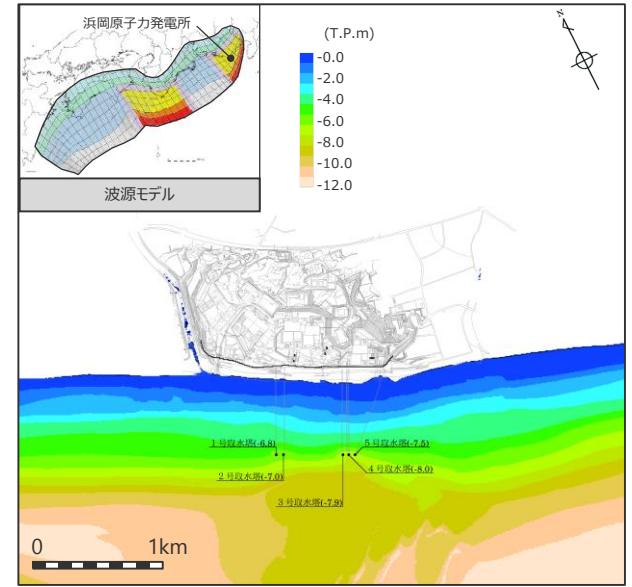 浜岡原子力発電所
波源モデル
(T.P.m)
-0.0
-2.0
-4.0
-6.0
-8.0
-10.0
-12.0
N
1号取水塔(-6.8)
2号取水塔(-7.0)
3号取水塔(-7.9)
4号取水塔(-8.0)
5号取水塔(-7.5)
0 1km